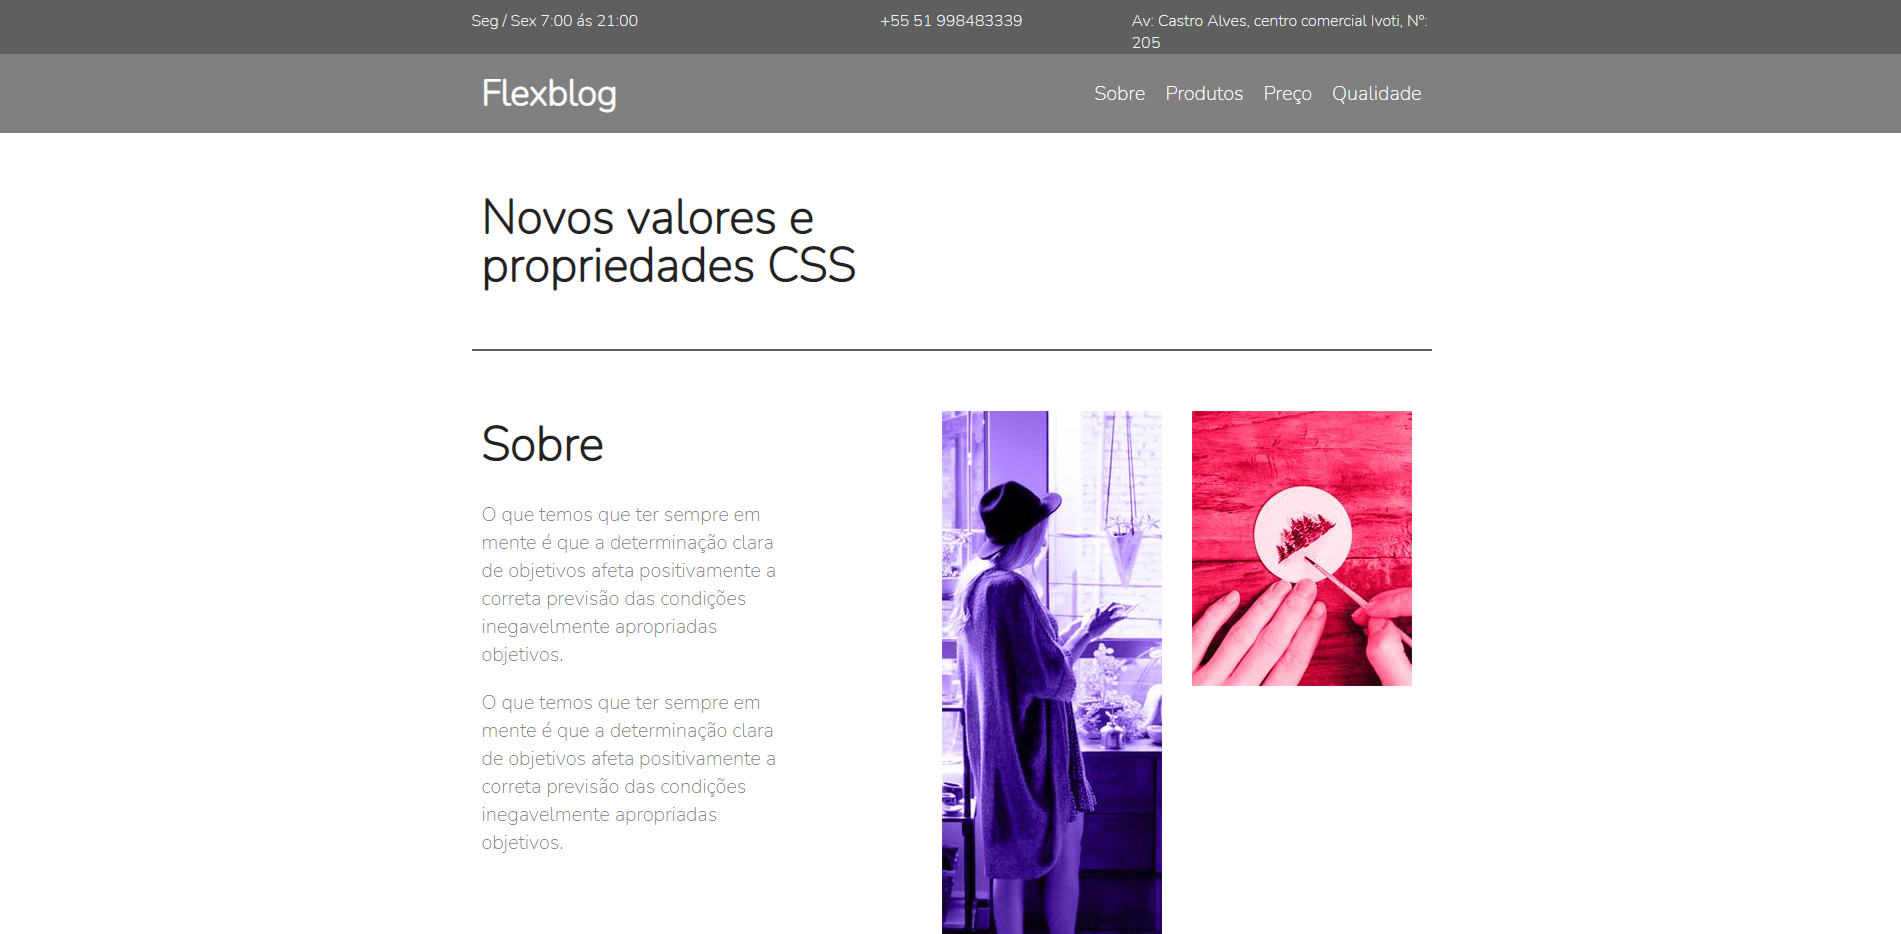 Seg / Sex 7:00 ás 21:00
+55 51 998483339
Av: Castro Alves, centro comercial Ivoti, Nº:
205
Flexblog
Sobre Produtos Preço Qualidade
Novos valores e
propriedades CSS
Sobre
O que temos que ter sempre em
mente é que a determinação clara
de objetivos afeta positivamente a
correta previsão das condições
inegavelmente apropriadas
objetivos.
O que temos que ter sempre em
mente é que a determinação clara
de objetivos afeta positivamente a
correta previsão das condições
inegavelmente apropriadas
objetivos.